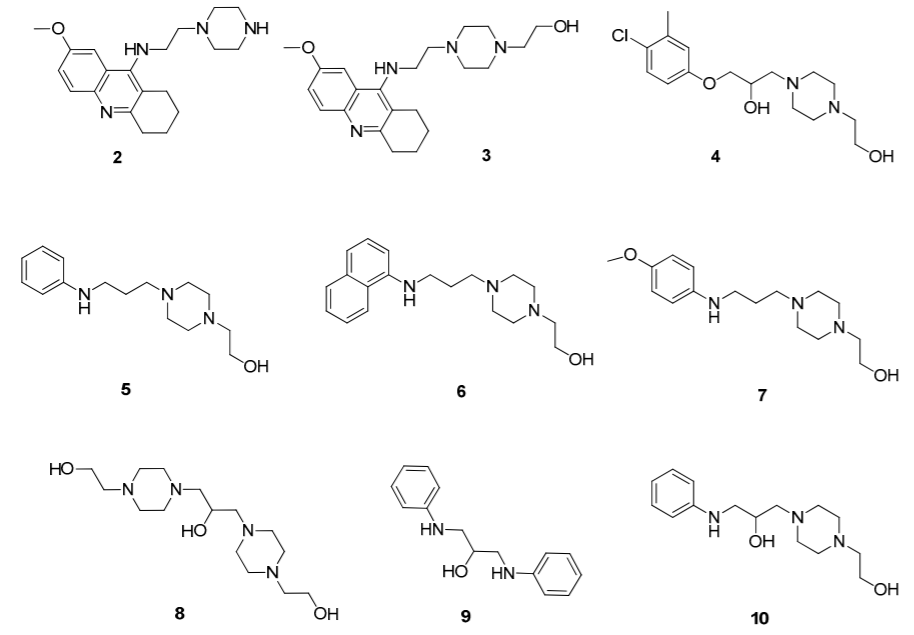 O HN N NH N
2
O HN N N OH N
3
Cl O OH N N OH
4
N H N N OH
5
N H N N OH
6
O N H N N OH
7
HO N N HO N N OH
8
HN HO HN
9
N H OH N N OH
10